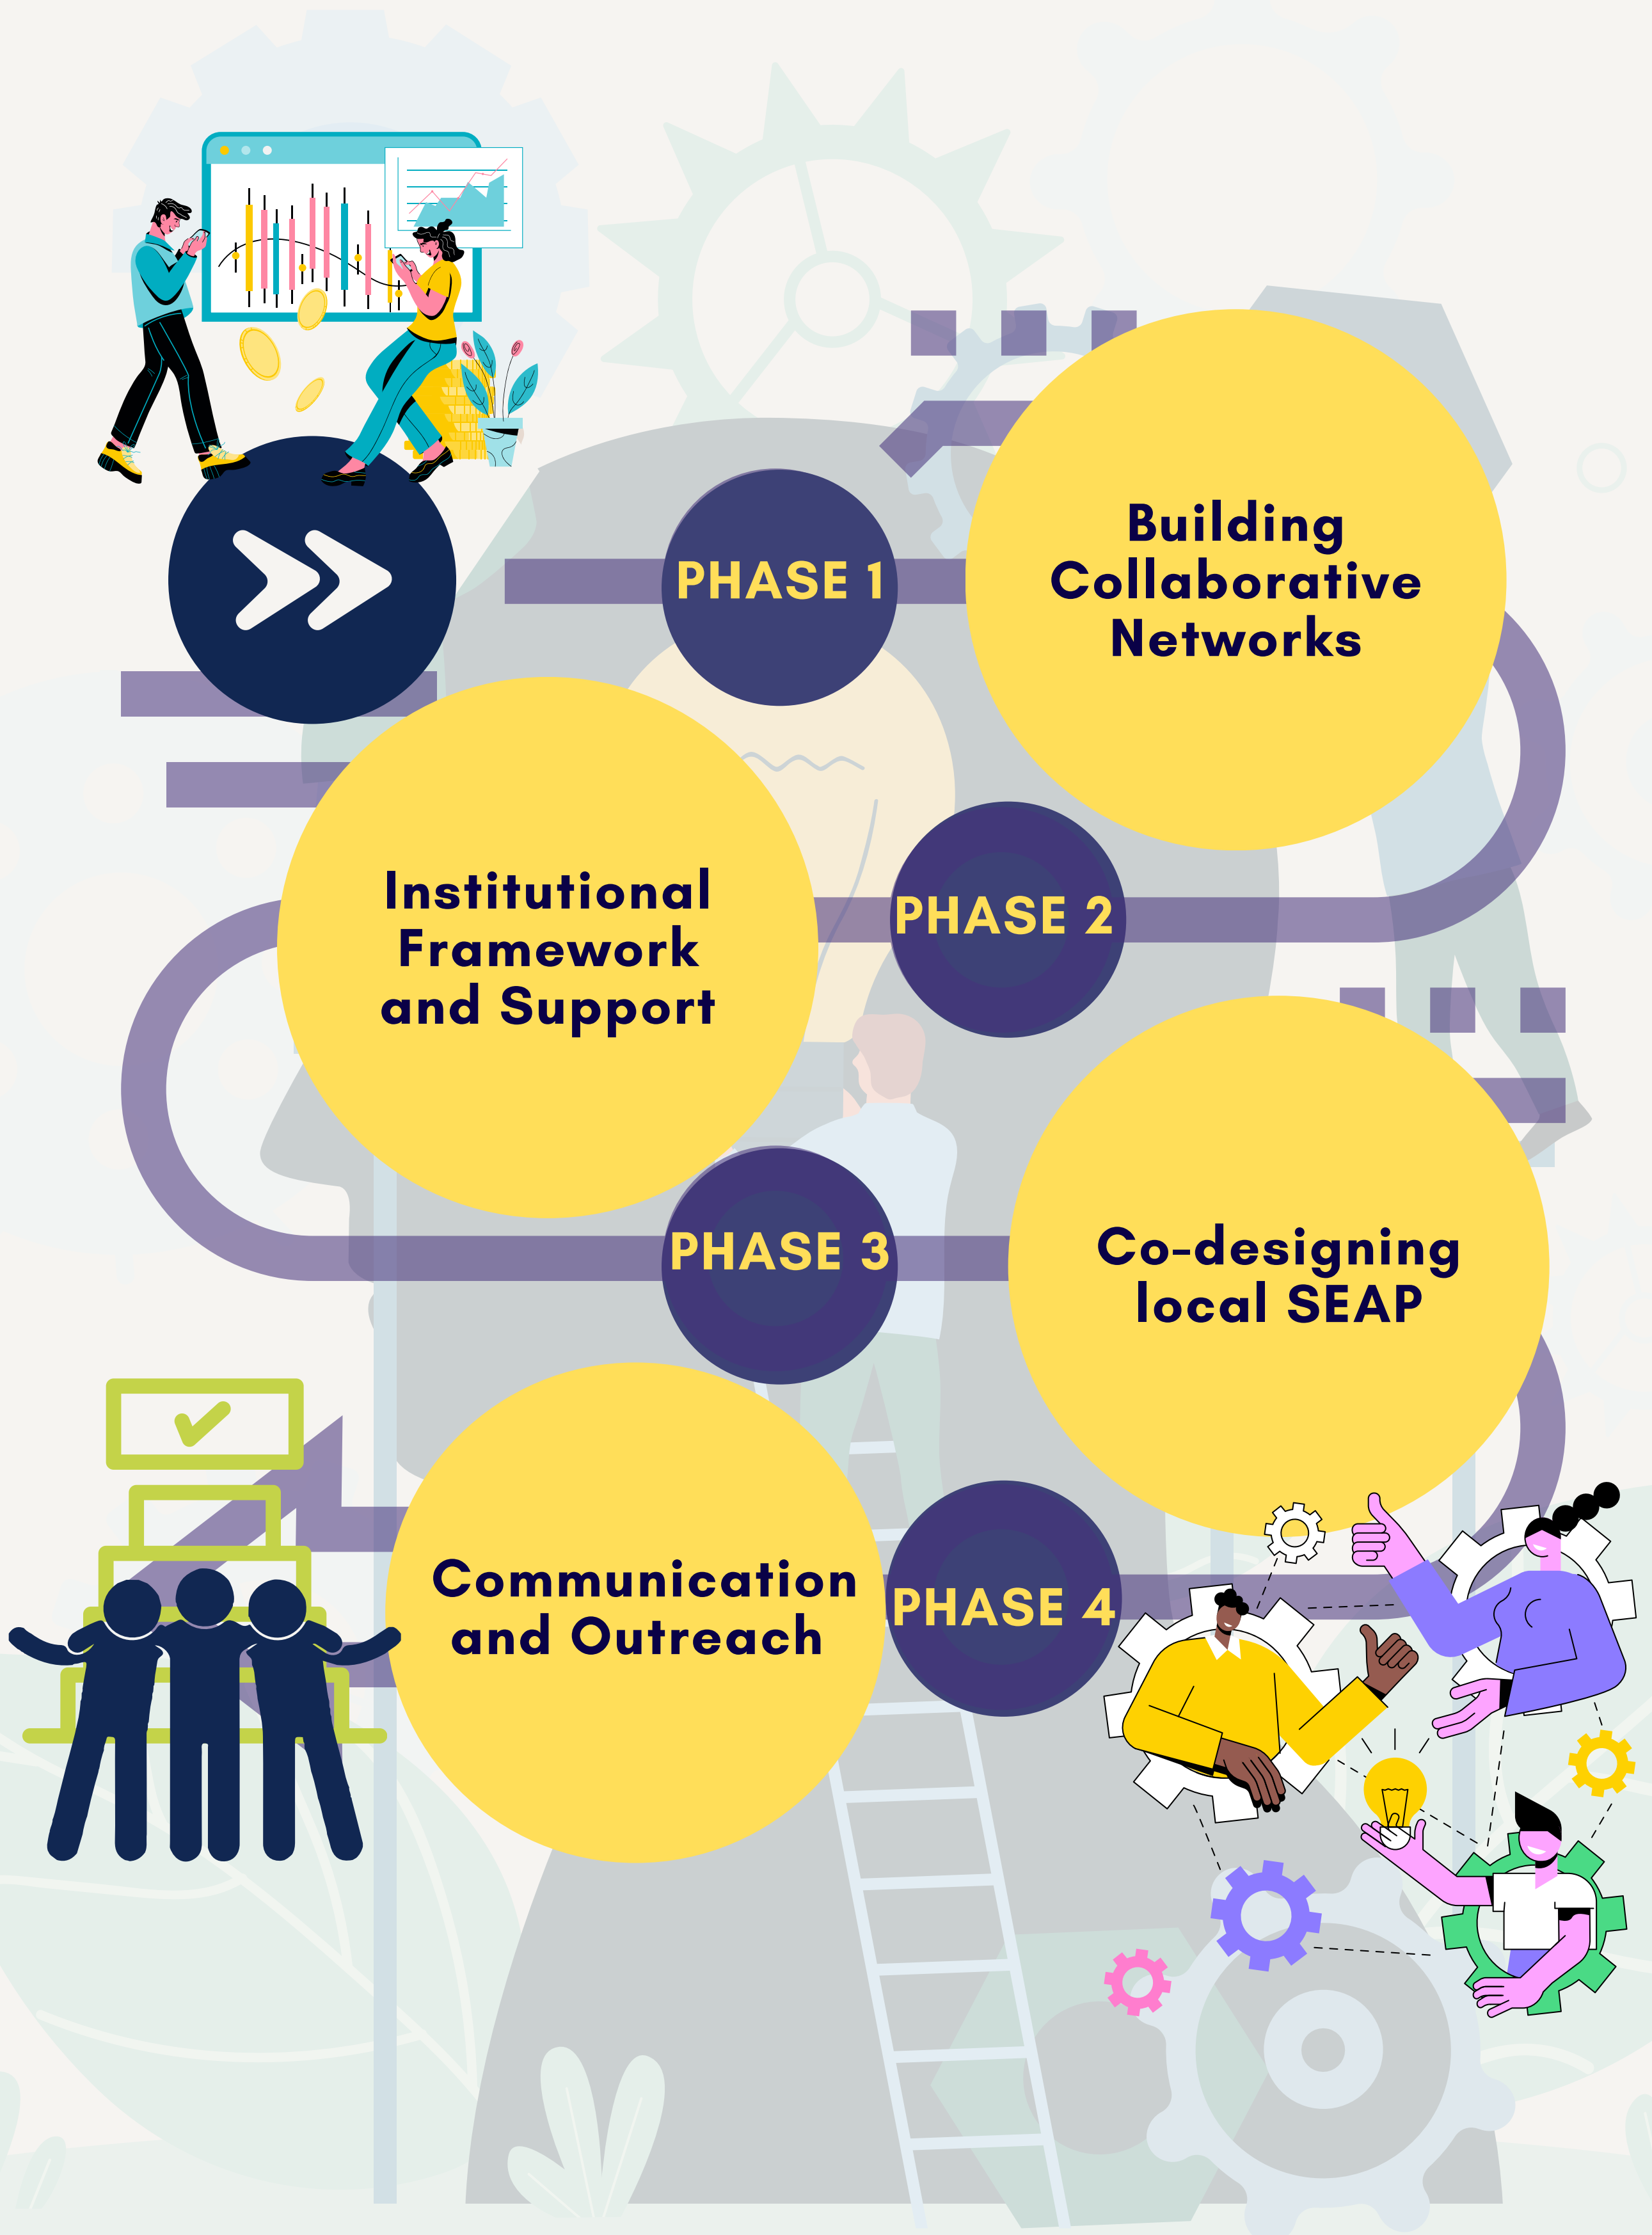 PHASE 1
Building
Collaborative
Networks
PHASE 2
Institutional
Framework
and Support
PHASE 3
Co-designing
local SEAP
PHASE 4
Communication
and Outreach